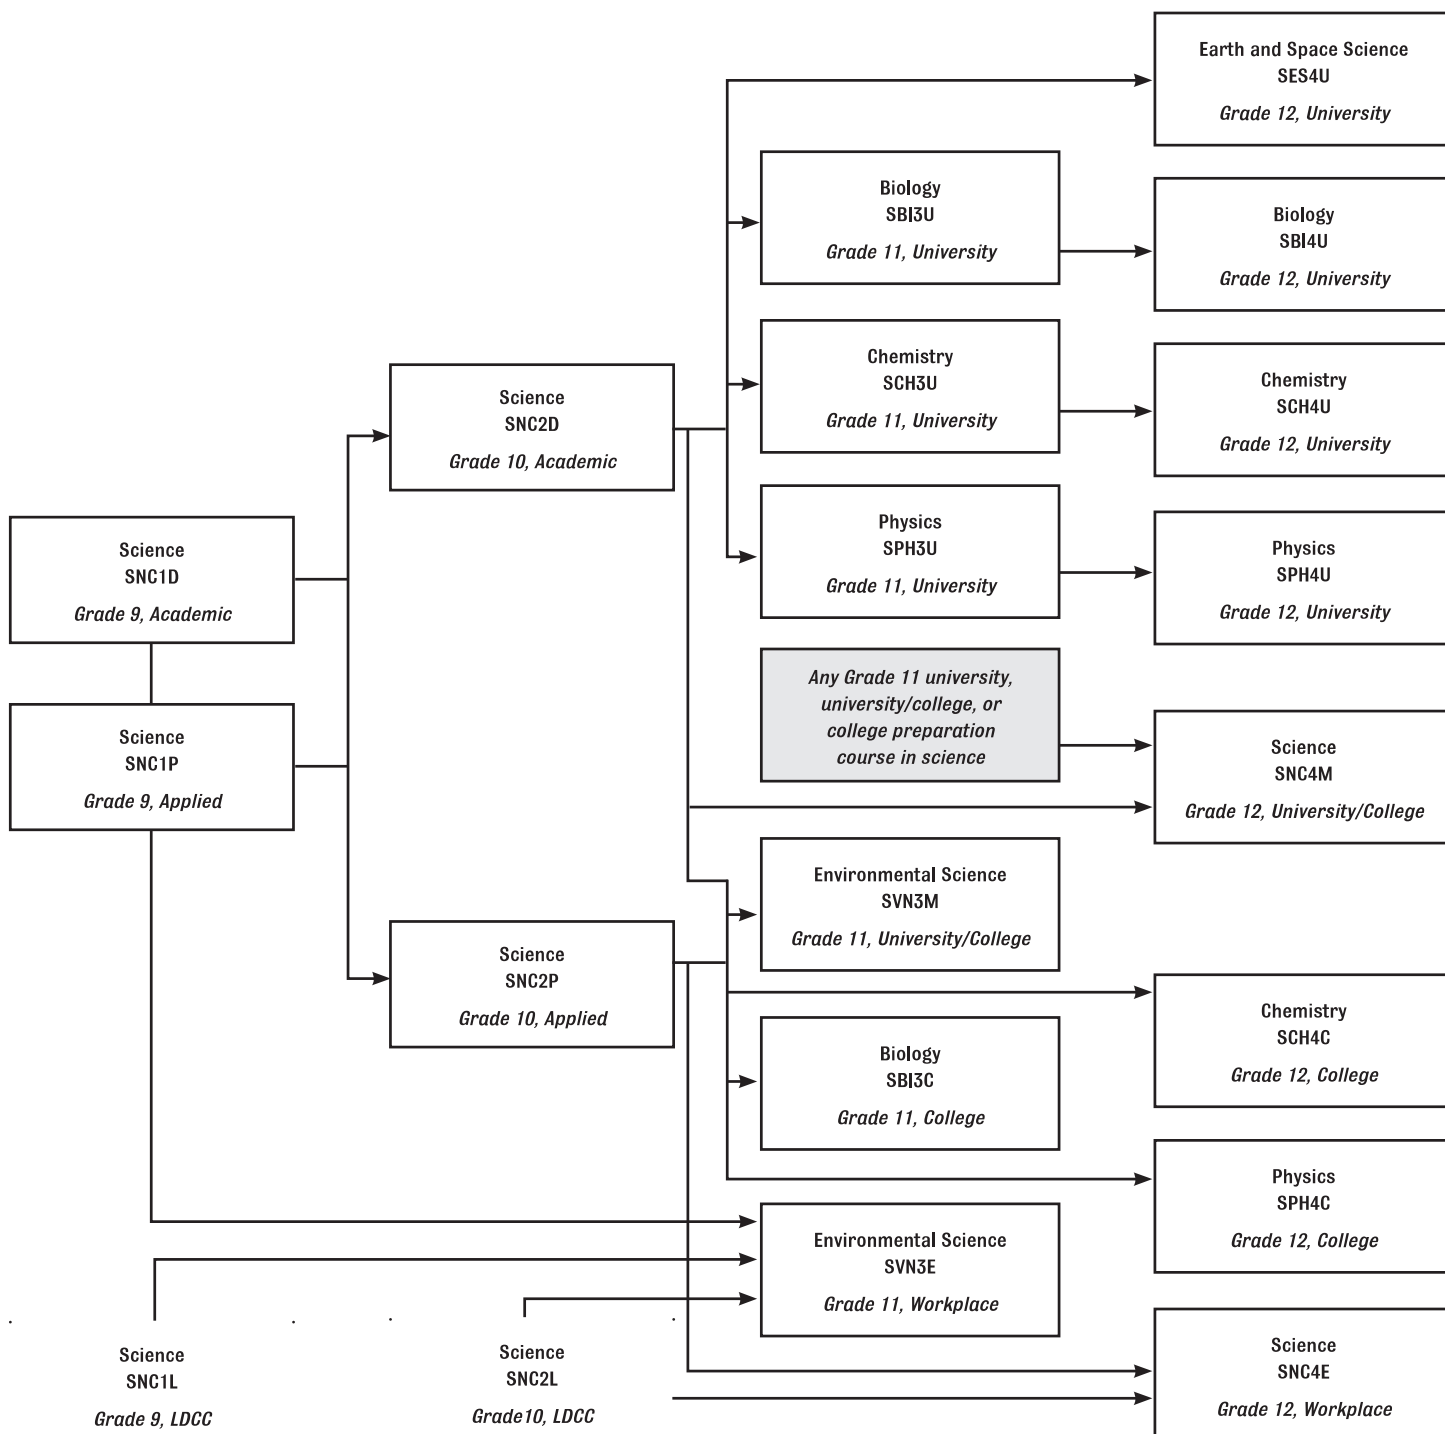 Earth and Space Science
SES4U
Grade 12, University
Biology
SBI3U
Grade 11, University
Biology
SBI4U
Grade 12, University
Chemistry
SCH3U
Grade 11, University
Chemistry
SCH4U
Grade 12, University
Science
SNC2D
Grade 10, Academic
Physics
SPH3U
Grade 11, University
Physics
SPH4U
Grade 12, University
Science
SNC1D
Grade 9, Academic
Any Grade 11 university,
university/college, or
college preparation
course in science
Science
SNC1P
Grade 9, Applied
Science
SNC4M
Grade 12, University/College
Environmental Science
SVN3M
Grade 11, University/College
Science
SNC2P
Grade 10, Applied
Chemistry
SCH4C
Grade 12, College
Biology
SBI3C
Grade 11, College
Physics
SPH4C
Grade 12, College
Environmental Science
SVN3E
Grade 11, Workplace
Science
SNC1L
Grade 9, LDCC
Science
SNC2L
Grade10, LDCC
Science
SNC4E
Grade 12, Workplace